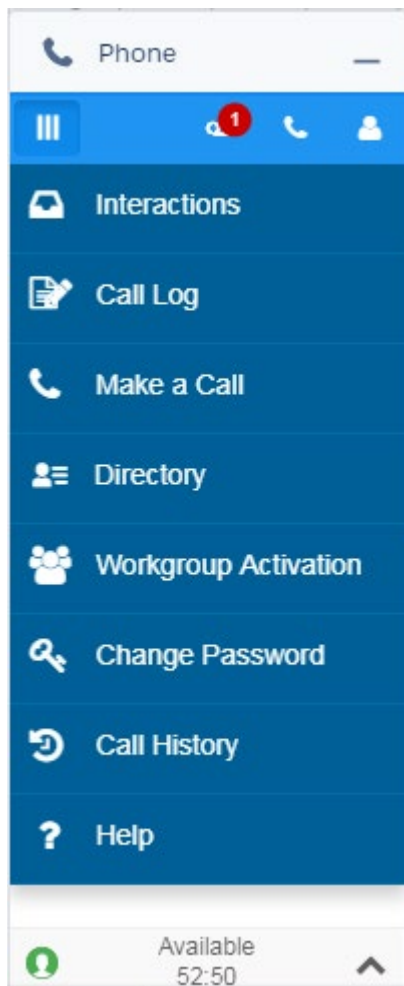 Phone
1
Interactions
Call Log
Make a Call
Directory
Workgroup Activation
Change Password
Call History
? Help
Available
52:50